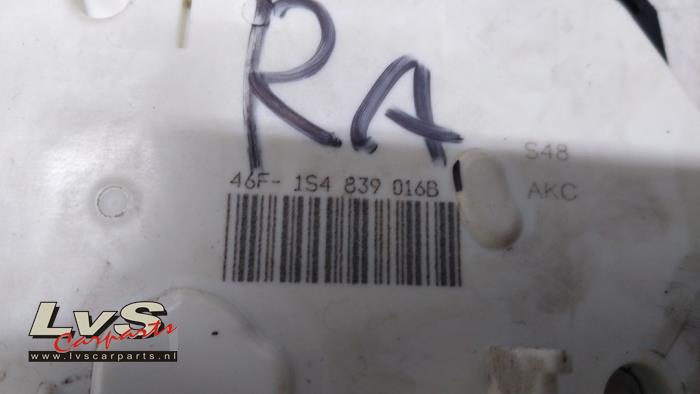 RA
S48
46F- 1S4 839 016B
AKC
LvS
Carparts
www.lvscarparts.nl